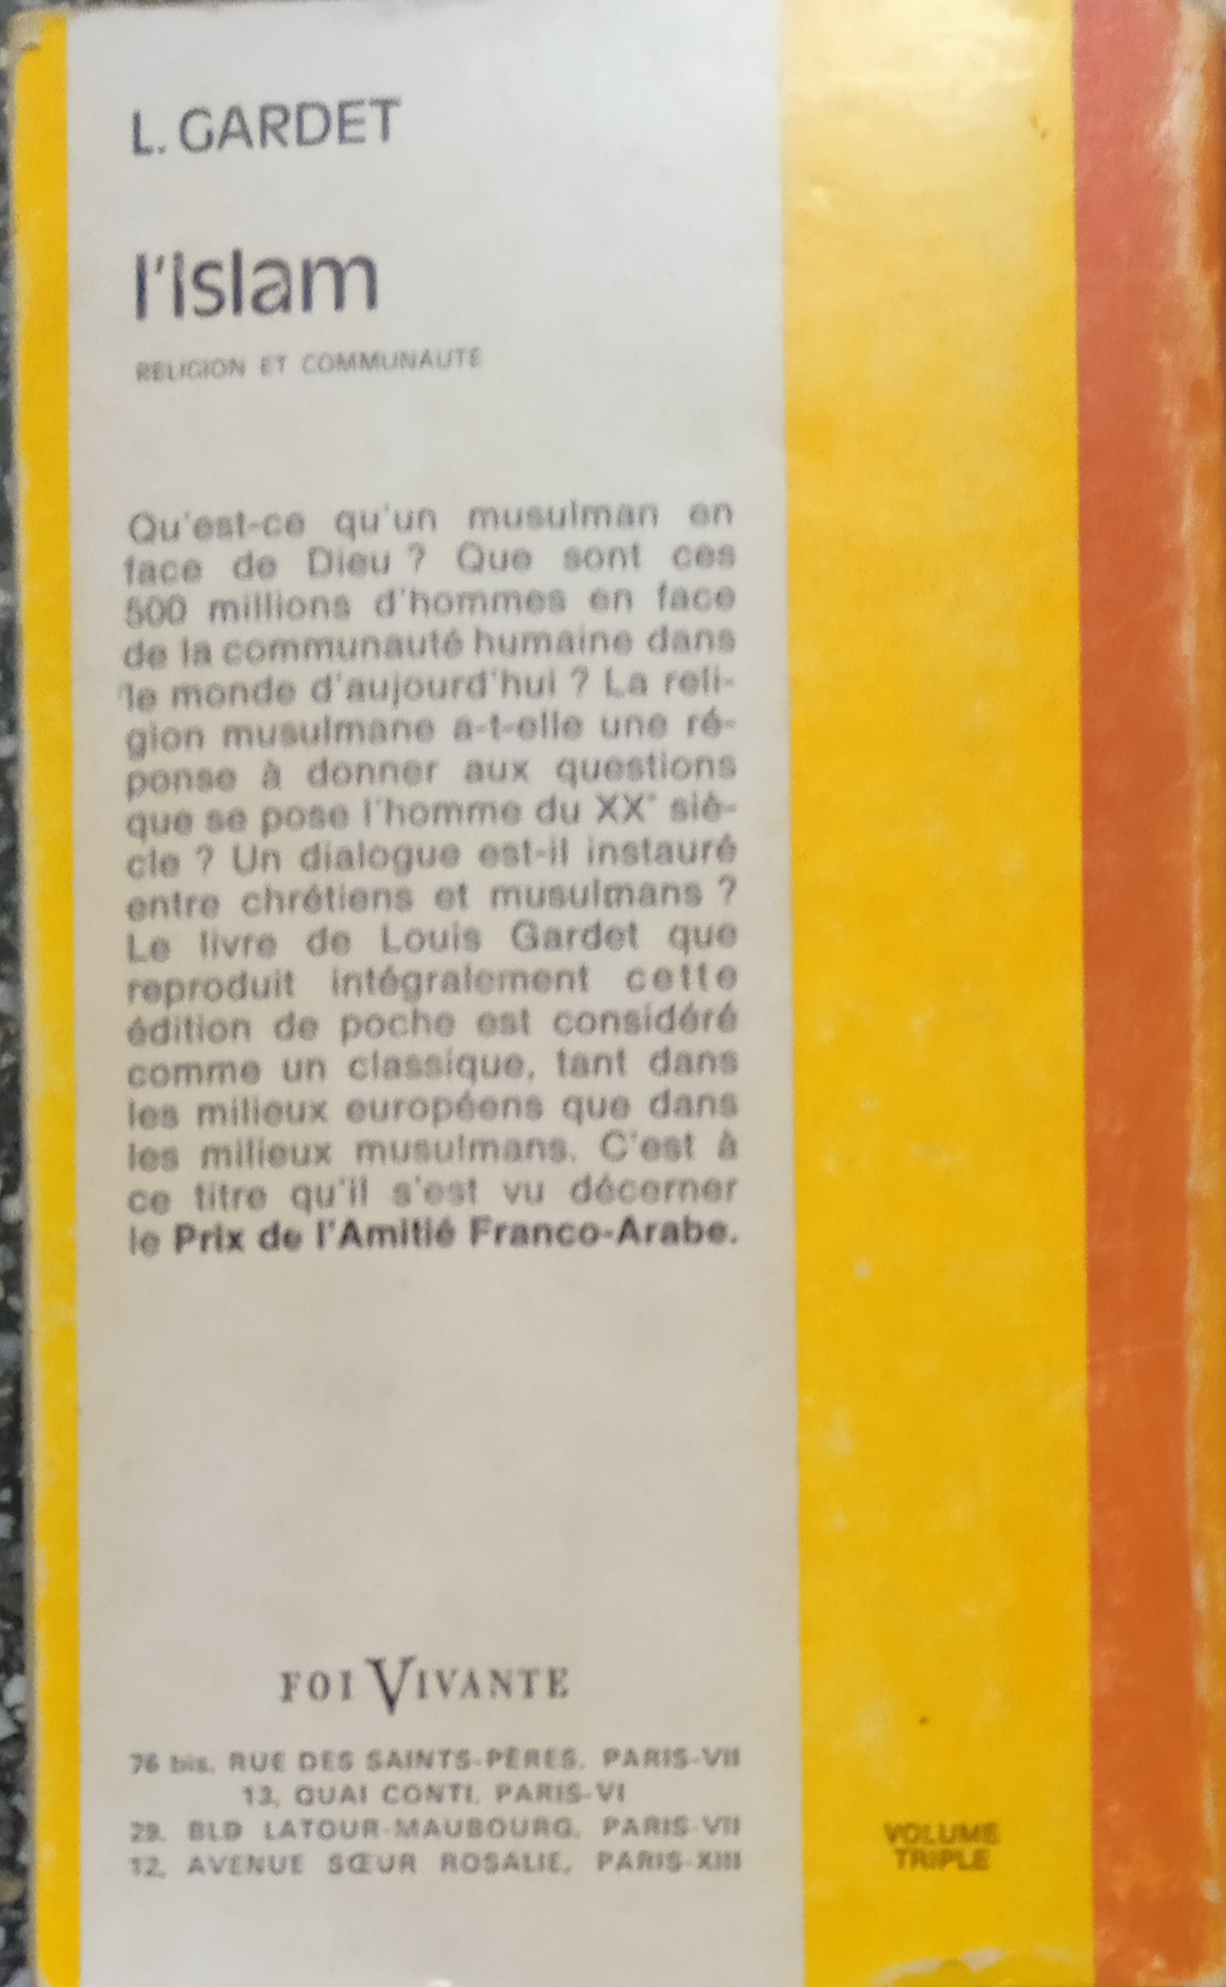 L. GARDET
l'islam
RELIGION ET COMMUNAUTE
Qu'est-ce qu'un musulman en
face de Dieu ? Que sont ces
500 millions d'hommes en face
de la communauté humaine dans
le monde d'aujourd'hui ? La reli-
gion musulmane a-t-elle une ré-
ponse à donner aux questions
que se pose l'homme du XXe siè-
cle ? Un dialogue est-il instauré
entre chrétiens et musulmans ?
Le livre de Louis Gardet que
reproduit intégralement cette
édition de poche est considéré
comme un classique, tant dans
les milieux européens que dans
les milieux musulmans. C'est à
ce titre qu'il s'est vu décerner
le Prix de l'Amitié Franco-Arabe.
FOI VIVANTE
76 bis, RUE DES SAINTS-PÈRES, PARIS-VII
13, QUAI CONTI, PARIS-VI
29, BLD LATOUR-MAUBOURG, PARIS-VII
12, AVENUE SŒUR ROSALIE, PARIS-XIII
VOLUME
TRIPLE